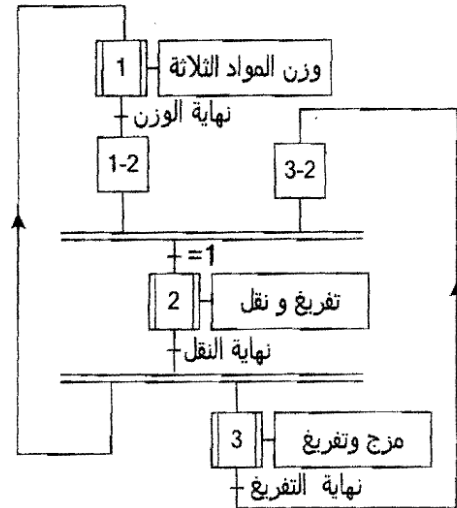 1
وزن المواد الثلاثة
نهاية الوزن
1-2
3-2
=1
2
تفريغ و نقل
نهاية النقل
3
مزج وتفريغ
نهاية التفريغ